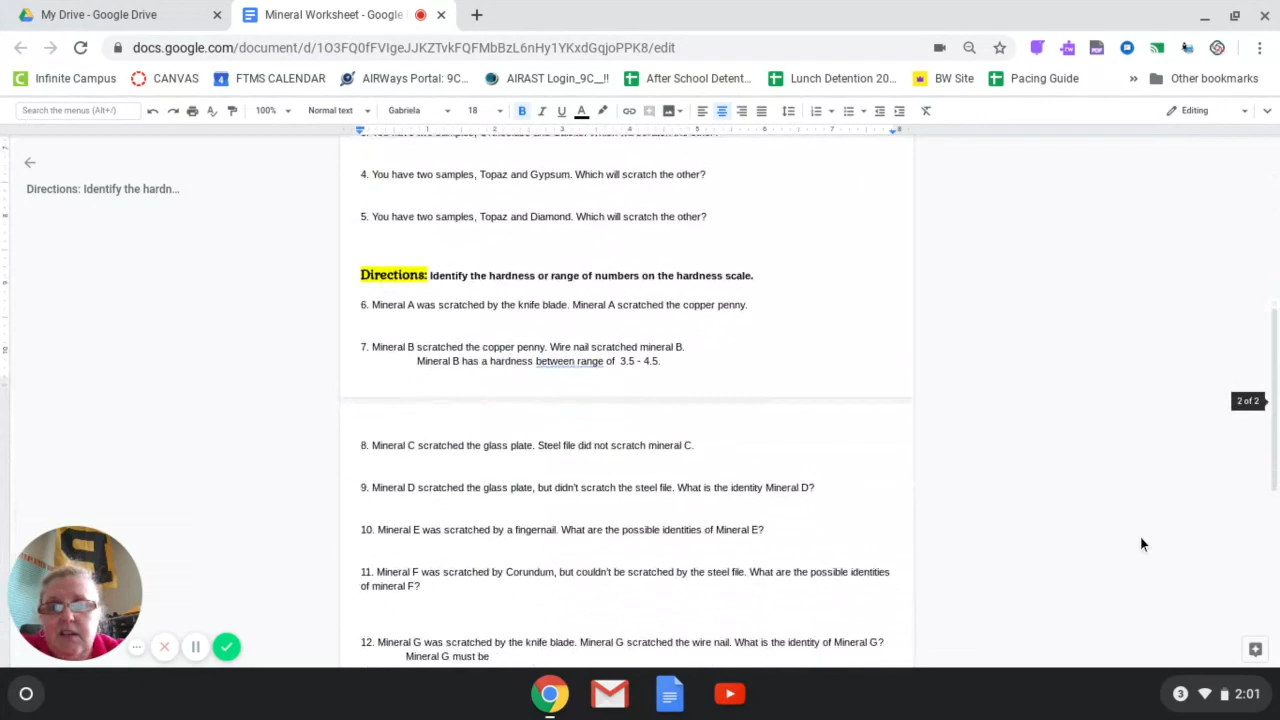 My Drive - Google Drive
Mineral Worksheet - Google
docs.google.com/document/d/1O3FQ0fFVIgeJJKZTvkFQFMbBzL6nHy1YKxdGqjoPPK8/edit
Infinite Campus
CANVAS
FTMS CALENDAR
AIRWays Portal: 9C...
AIRAST Login_9C__!!
After School Detent...
Lunch Detention 20...
BW Site
Pacing Guide
Other bookmarks
Search the menus (Alt+/)
100%
Normal text
Gabriela
18
Editing
Directions: Identify the hardn...
4. You have two samples, Topaz and Gypsum. Which will scratch the other?
5. You have two samples, Topaz and Diamond. Which will scratch the other?
Directions: Identify the hardness or range of numbers on the hardness scale.
6. Mineral A was scratched by the knife blade. Mineral A scratched the copper penny.
7. Mineral B scratched the copper penny. Wire nail scratched mineral B.
Mineral B has a hardness between range of 3.5 - 4.5.
2 of 2
8. Mineral C scratched the glass plate. Steel file did not scratch mineral C.
9. Mineral D scratched the glass plate, but didn't scratch the steel file. What is the identity Mineral D?
10. Mineral E was scratched by a fingernail. What are the possible identities of Mineral E?
11. Mineral F was scratched by Corundum, but couldn't be scratched by the steel file. What are the possible identities
of mineral F?
12. Mineral G was scratched by the knife blade. Mineral G scratched the wire nail. What is the identity of Mineral G?
Mineral G must be
3
2:01